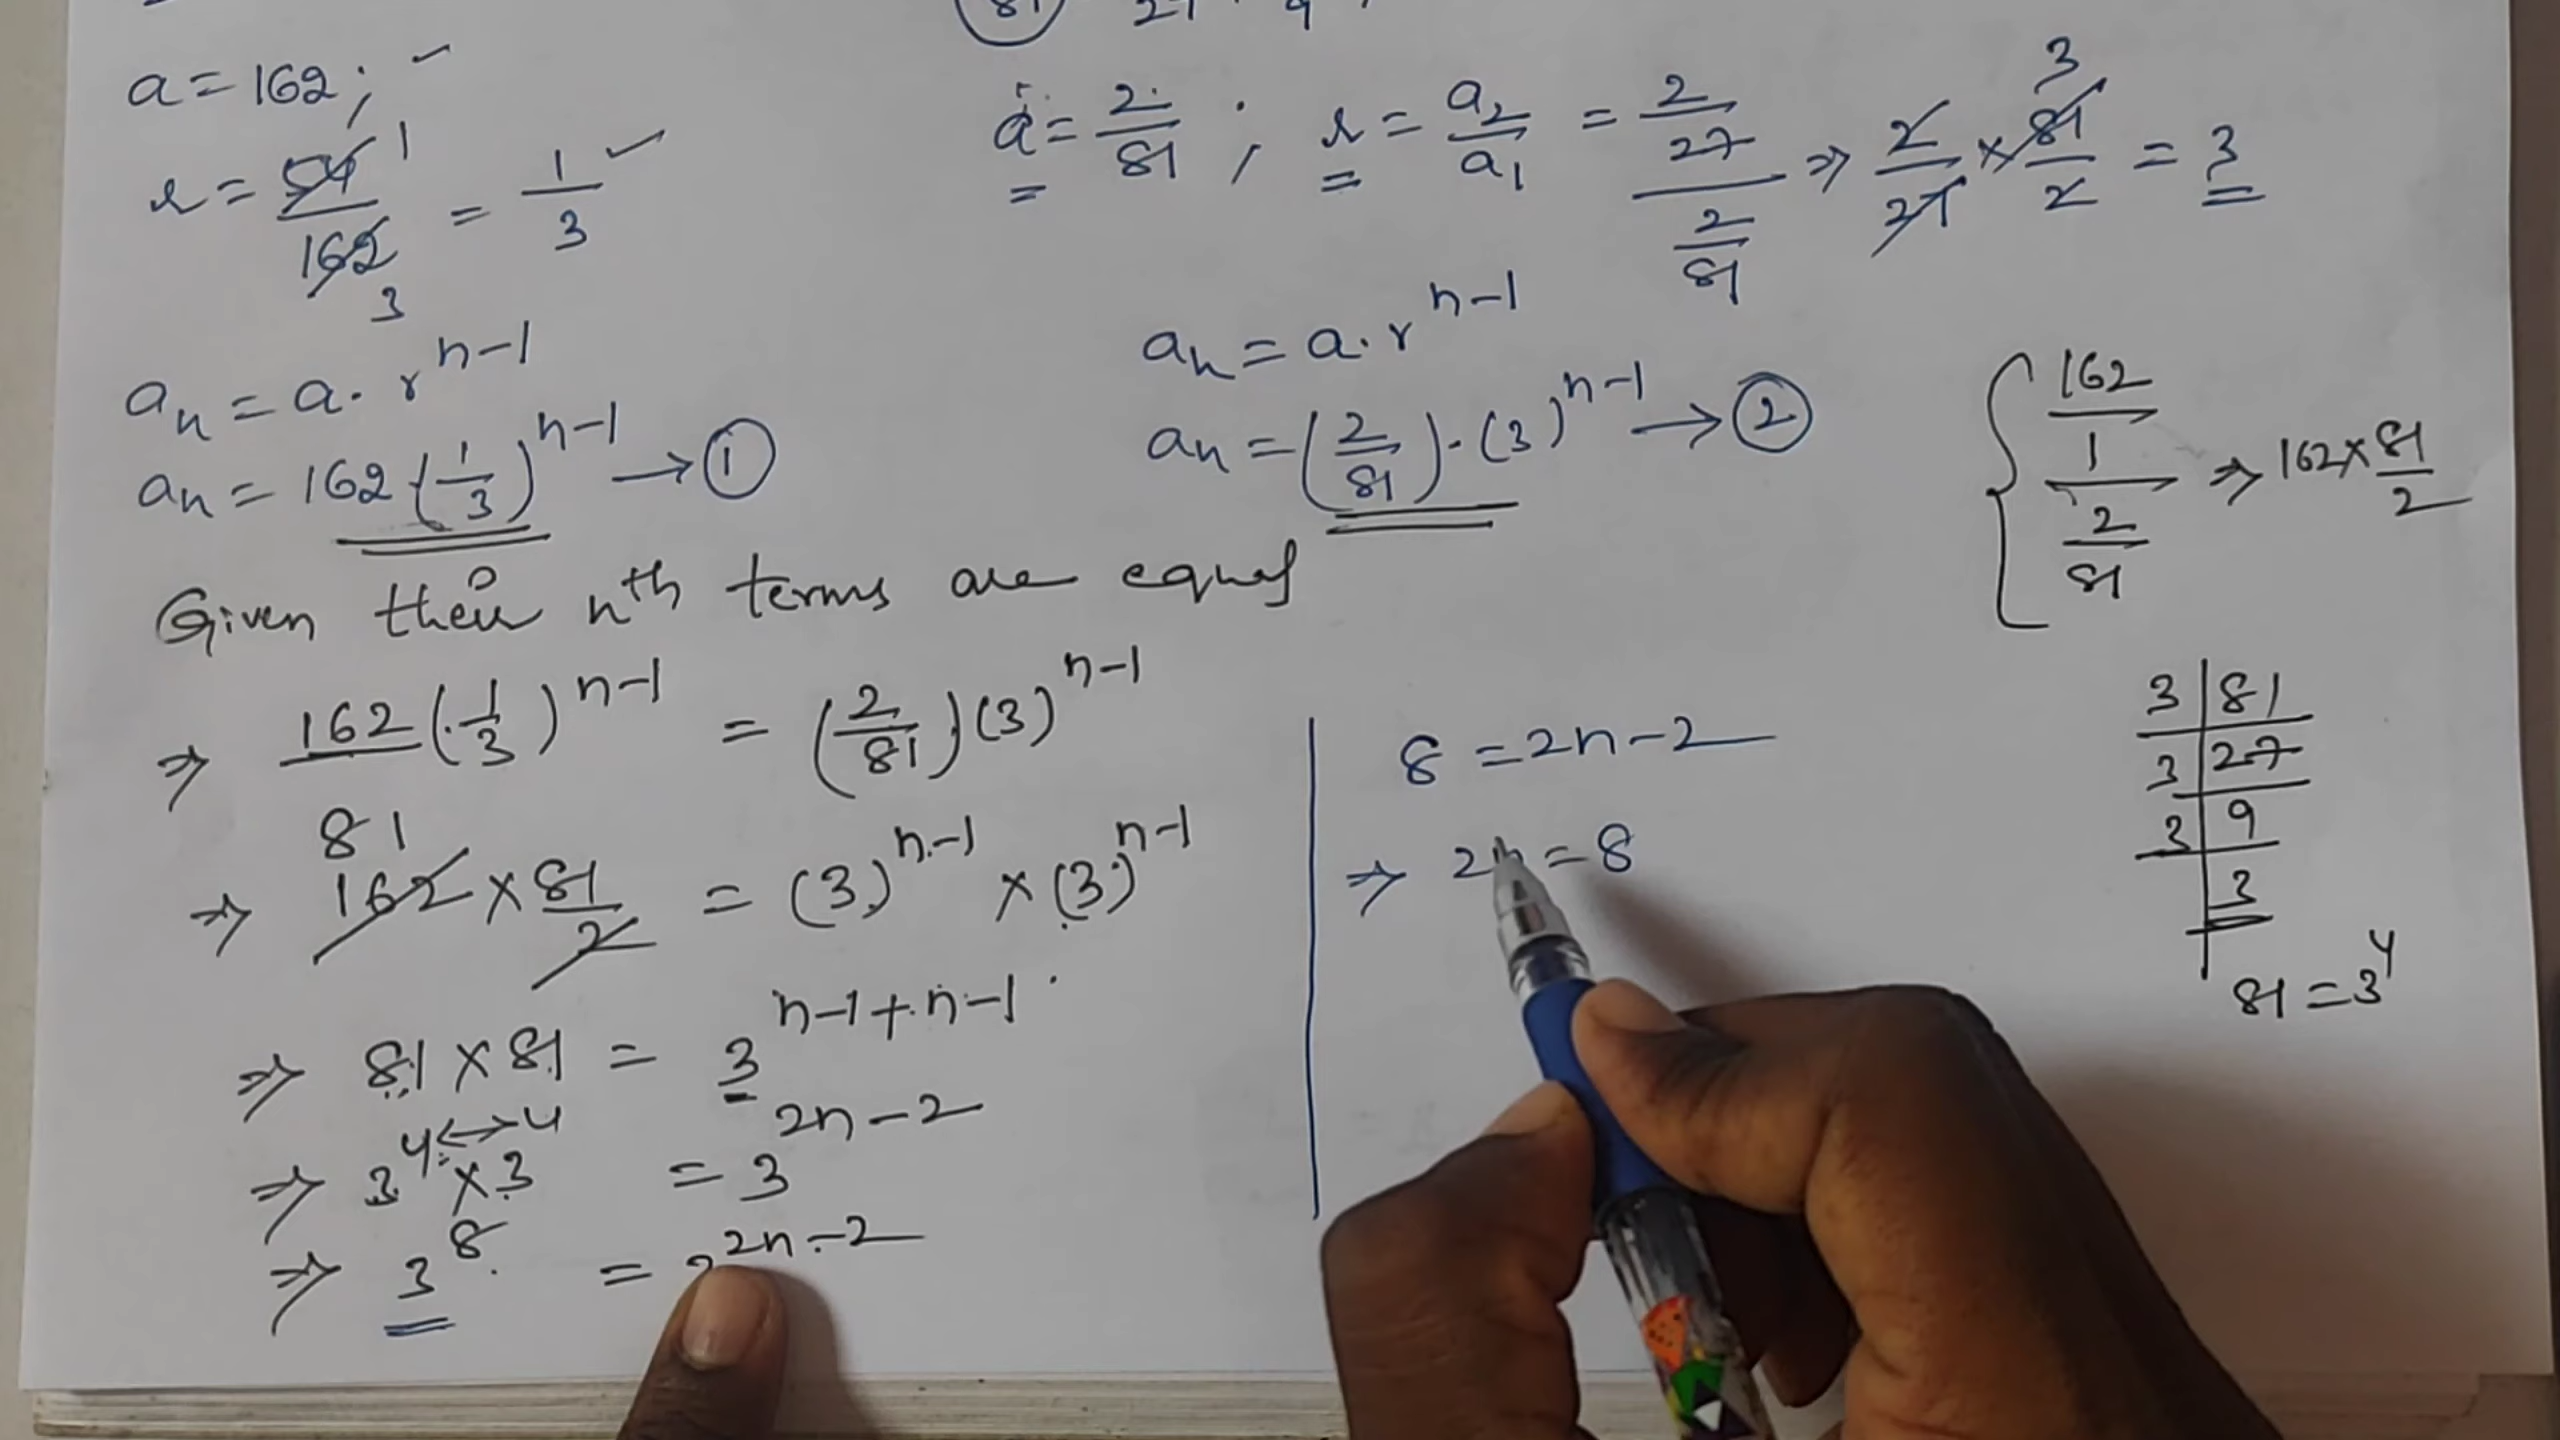 a = 162 ;
r = 54/162 1 3 = 1/3
aₙ = a · r^(n-1)
aₙ = 162 (1/3)^(n-1) → ①
a = 2/81 ; r = a₂/a₁ = (2/27)/(2/81) ⇒ 2/27 × 81/2 3 = 3
aₙ = a · r^(n-1)
aₙ = (2/81) · (3)^(n-1) → ②
{ (162/1)/(2/81) ⇒ 162 × 81/2
Given their nth terms are equal
⇒ 162 (1/3)^(n-1) = (2/81) (3)^(n-1)
81
⇒ 162 × 81/2 = (3)^(n-1) × (3)^(n-1)
⇒ 81 × 81 = 3^(n-1+n-1)
⇒ 3^4 × 3^4 = 3^(2n-2)
⇒ 3^8 = 3^(2n-2)
8 = 2n-2
⇒ 2n = 8
3 | 81
3 | 27
3 | 9
3
81 = 3^4